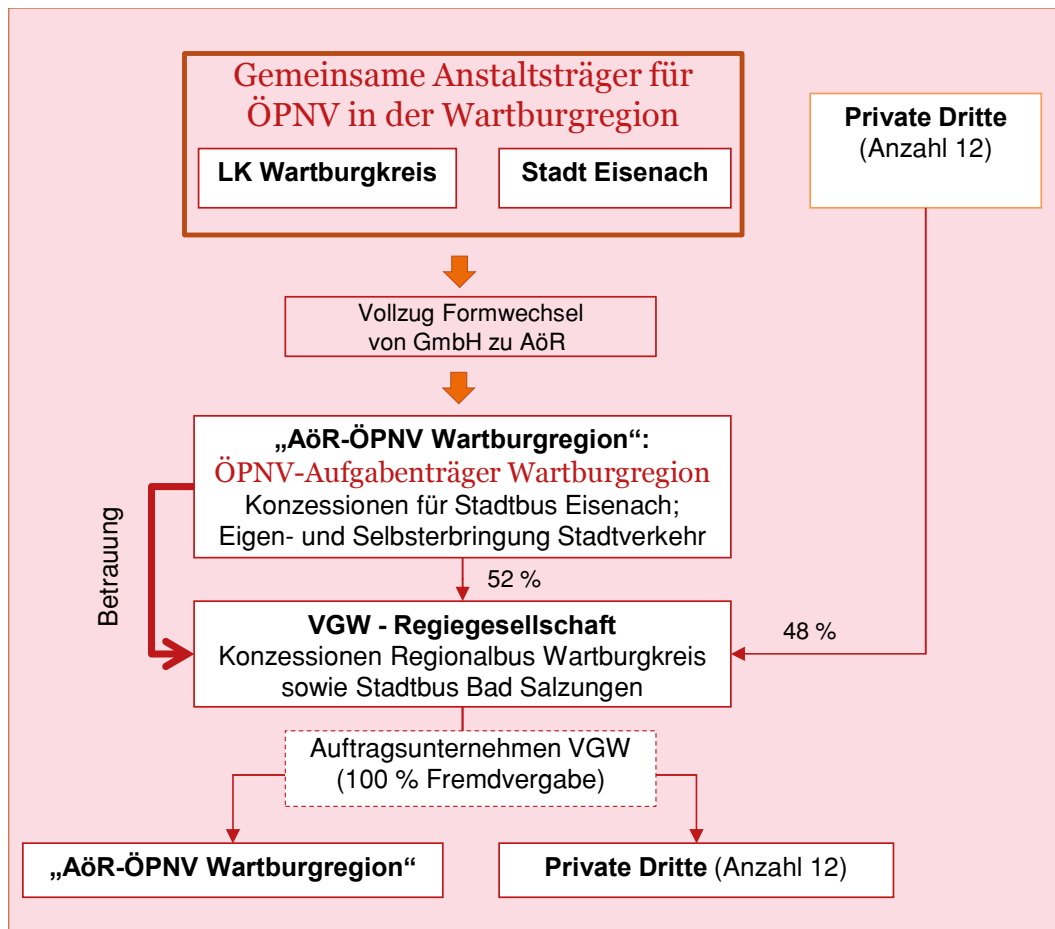 Gemeinsame Anstaltsträger für
ÖPNV in der Wartburgregion
LK Wartburgkreis
Stadt Eisenach
Private Dritte
(Anzahl 12)
Vollzug Formwechsel
von GmbH zu AöR
„AöR-ÖPNV Wartburgregion“:
ÖPNV-Aufgabenträger Wartburgregion
Konzessionen für Stadtbus Eisenach;
Eigen- und Selbsterbringung Stadtverkehr
Betrauung
52 %
VGW - Regiegesellschaft
Konzessionen Regionalbus Wartburgkreis
sowie Stadtbus Bad Salzungen
48 %
Auftragsunternehmen VGW
(100 % Fremdvergabe)
„AöR-ÖPNV Wartburgregion“
Private Dritte (Anzahl 12)